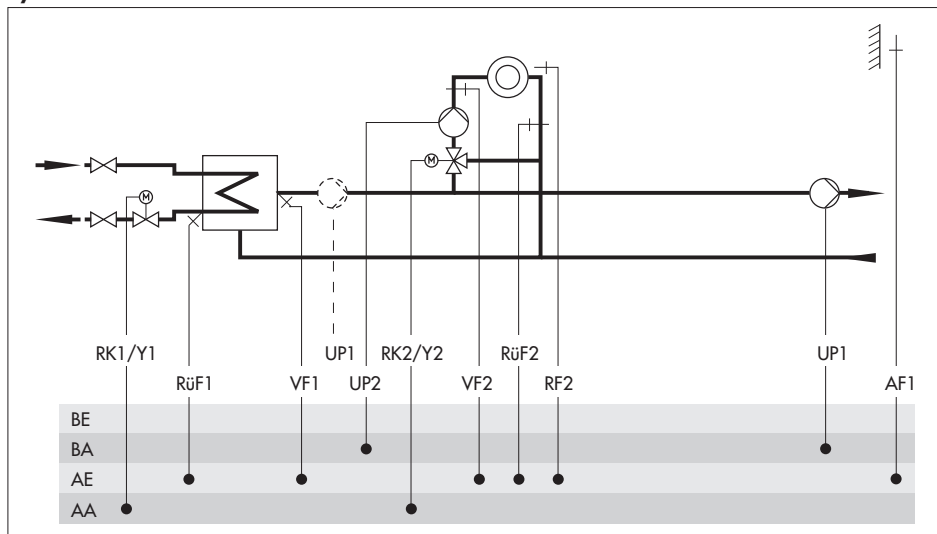 M
M
RK1/Y1
UP1
RK2/Y2
RüF2
UP1
RüF1
VF1
UP2
VF2
RF2
AF1
BE
BA
AE
AA